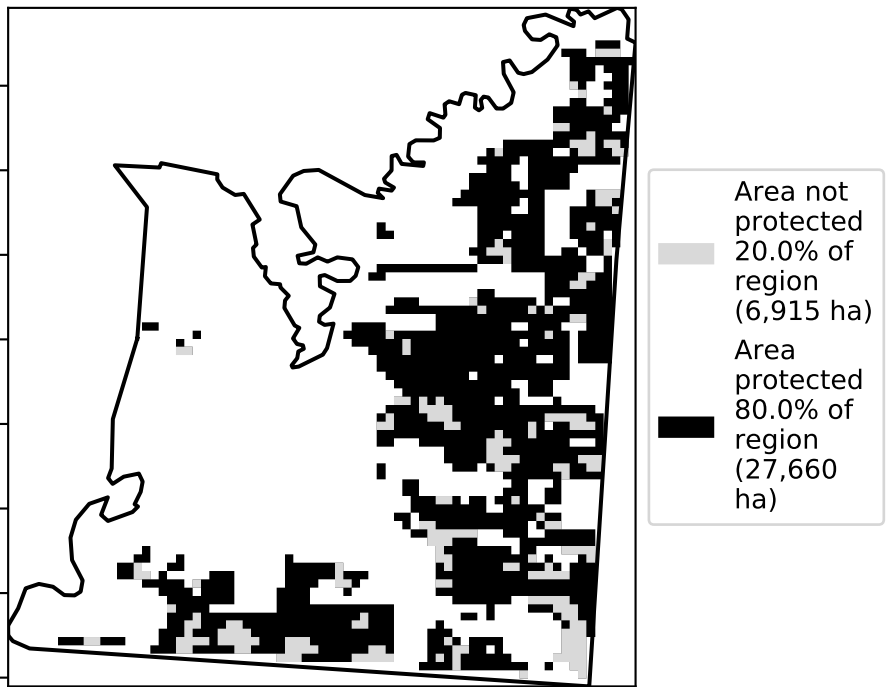 Area not
protected
20.0% of
region
(6,915 ha)
Area
protected
80.0% of
region
(27,660
ha)